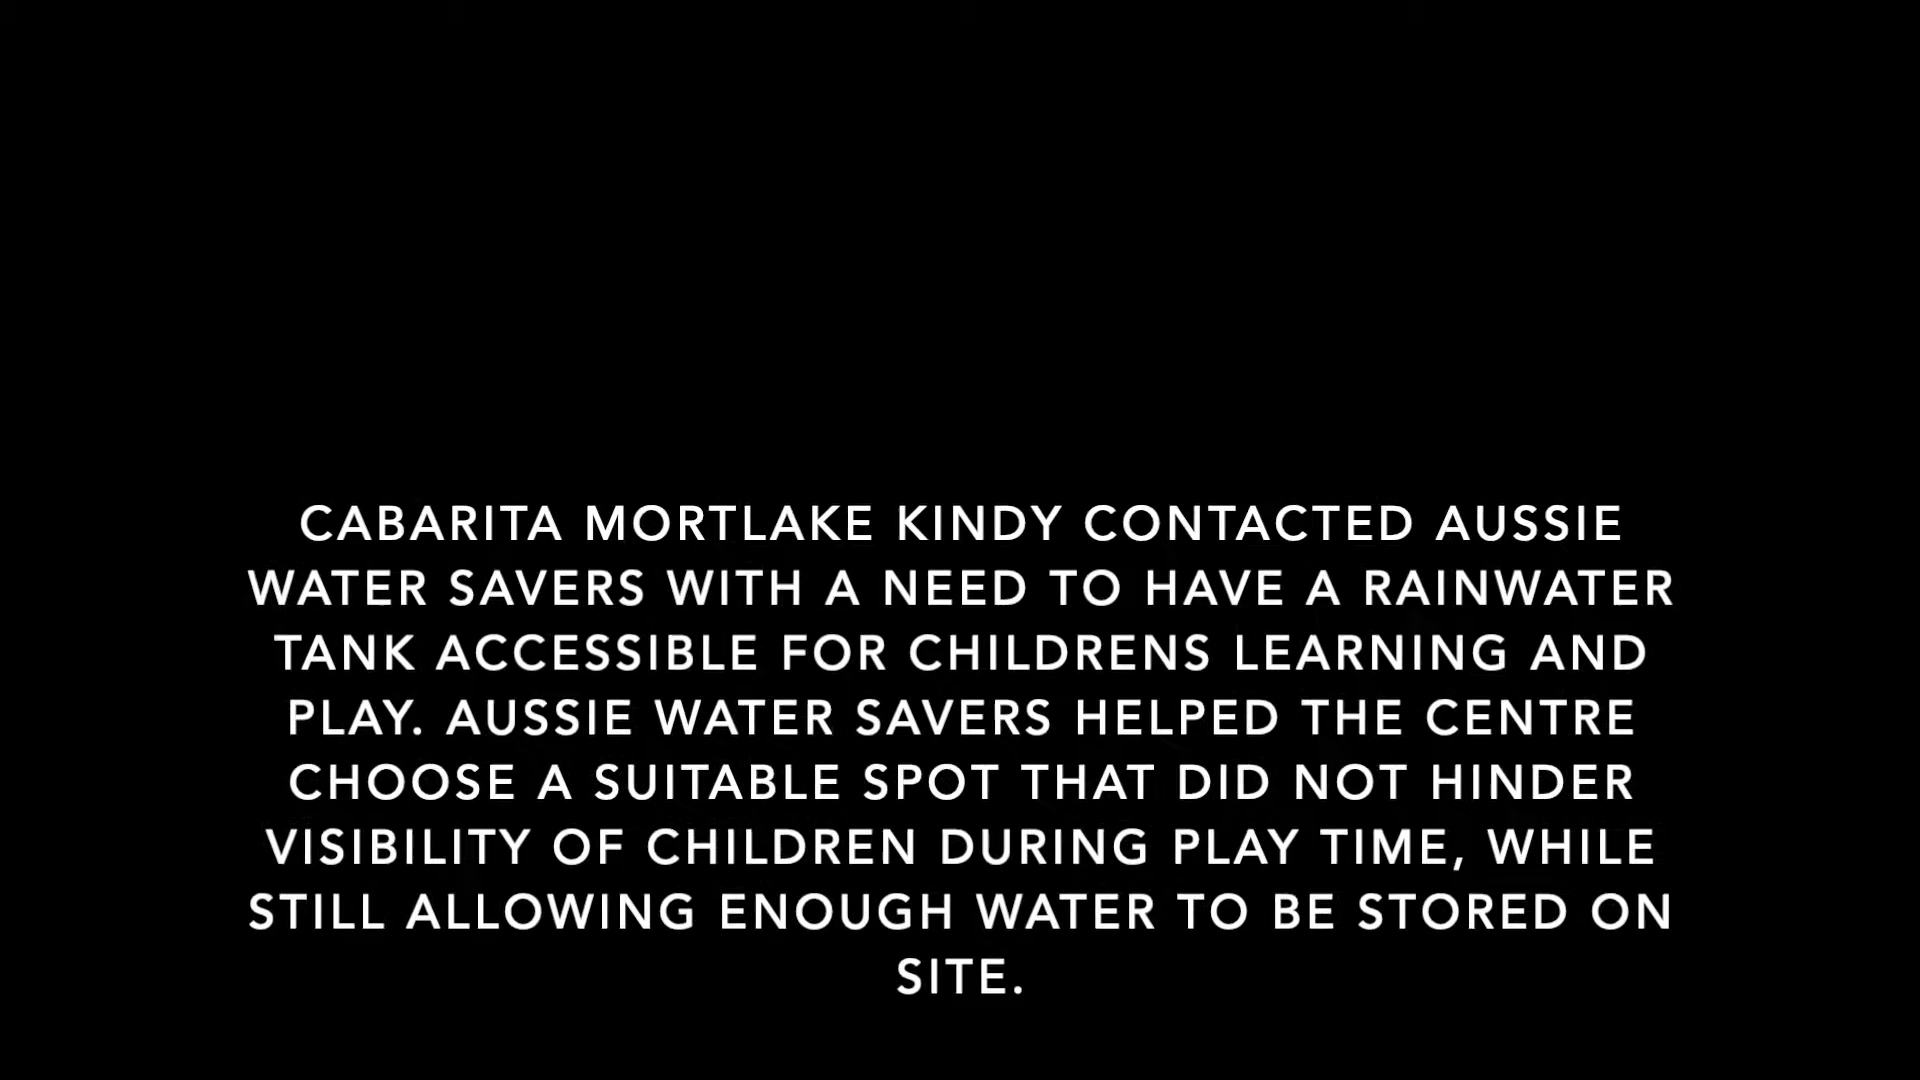 CABARITA MORTLAKE KINDY CONTACTED AUSSIE
WATER SAVERS WITH A NEED TO HAVE A RAINWATER
TANK ACCESSIBLE FOR CHILDRENS LEARNING AND
PLAY. AUSSIE WATER SAVERS HELPED THE CENTRE
CHOOSE A SUITABLE SPOT THAT DID NOT HINDER
VISIBILITY OF CHILDREN DURING PLAY TIME, WHILE
STILL ALLOWING ENOUGH WATER TO BE STORED ON
SITE.